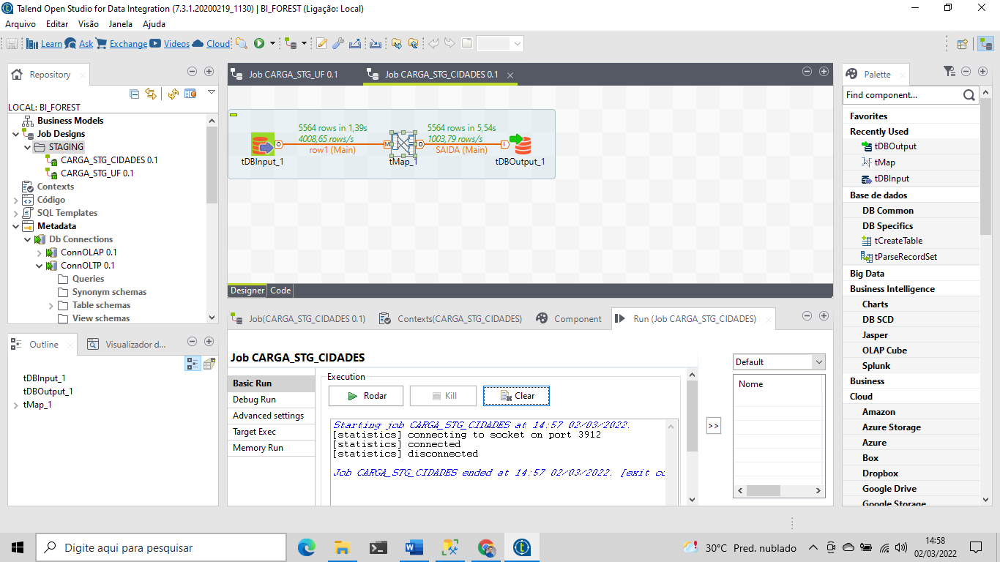 Talend Open Studio for Data Integration (7.3.1.20200219_1130) | BI_FOREST (Ligação: Local)
Arquivo Editar Visão Janela Ajuda
Learn Ask Exchange Videos Cloud
Repository
LOCAL: BI_FOREST
Business Models
Job Designs
STAGING
CARGA_STG_CIDADES 0.1
CARGA_STG_UF 0.1
Contexts
Código
SQL Templates
Metadata
Db Connections
ConnOLAP 0.1
ConnOLTP 0.1
Queries
Synonym schemas
Table schemas
View schemas
Outline Visualizador d...
tDBInput_1
tDBOutput_1
tMap_1
Job CARGA_STG_UF 0.1 Job CARGA_STG_CIDADES 0.1
5564 rows in 1,39s 5564 rows in 5,54s
4008,65 rows/s 1003,79 rows/s
O M O I
row1 (Main) SAIDA (Main)
tDBInput_1 tMap_1 tDBOutput_1
Designer Code
Job(CARGA_STG_CIDADES 0.1) Contexts(CARGA_STG_CIDADES) Component Run (Job CARGA_STG_CIDADES)
Job CARGA_STG_CIDADES
Basic Run
Debug Run
Advanced settings
Target Exec
Memory Run
Execution
Rodar Kill Clear
Starting job CARGA_STG_CIDADES at 14:57 02/03/2022.
[statistics] connecting to socket on port 3912
[statistics] connected
[statistics] disconnected
Job CARGA_STG_CIDADES ended at 14:57 02/03/2022. [exit co
>>
Default
Nome
Palette
Find component...
Favorites
Recently Used
tDBOutput
tMap
tDBInput
Base de dados
DB Common
DB Specifics
tCreateTable
tParseRecordSet
Big Data
Business Intelligence
Charts
DB SCD
Jasper
OLAP Cube
Splunk
Business
Cloud
Amazon
Azure Storage
Azure
Box
Dropbox
Google Drive
Google Storage
Digite aqui para pesquisar
30°C Pred. nublado
14:58
02/03/2022